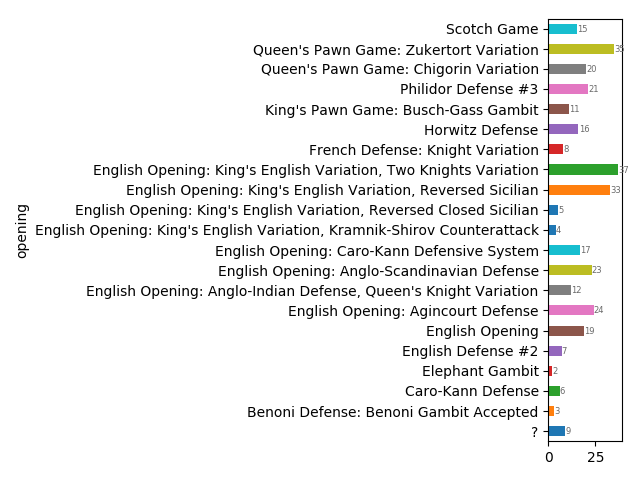 Scotch Game 15
Queen's Pawn Game: Zukertort Variation 35
Queen's Pawn Game: Chigorin Variation 20
Philidor Defense #3 21
King's Pawn Game: Busch-Gass Gambit 11
Horwitz Defense 16
French Defense: Knight Variation 8
English Opening: King's English Variation, Two Knights Variation 37
English Opening: King's English Variation, Reversed Sicilian 33
English Opening: King's English Variation, Reversed Closed Sicilian 5
English Opening: King's English Variation, Kramnik-Shirov Counterattack 4
English Opening: Caro-Kann Defensive System 17
English Opening: Anglo-Scandinavian Defense 23
English Opening: Anglo-Indian Defense, Queen's Knight Variation 12
English Opening: Agincourt Defense 24
English Opening 19
English Defense #2 7
Elephant Gambit 2
Caro-Kann Defense 6
Benoni Defense: Benoni Gambit Accepted 3
? 9
0 25
opening